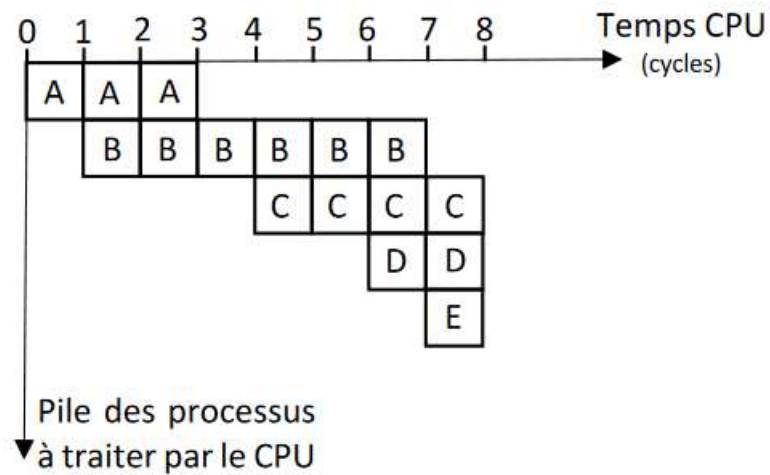 0 1 2 3 4 5 6 7 8 Temps CPU
(cycles)
A A A
B B B B B B
C C C C
D D
E
Pile des processus
à traiter par le CPU